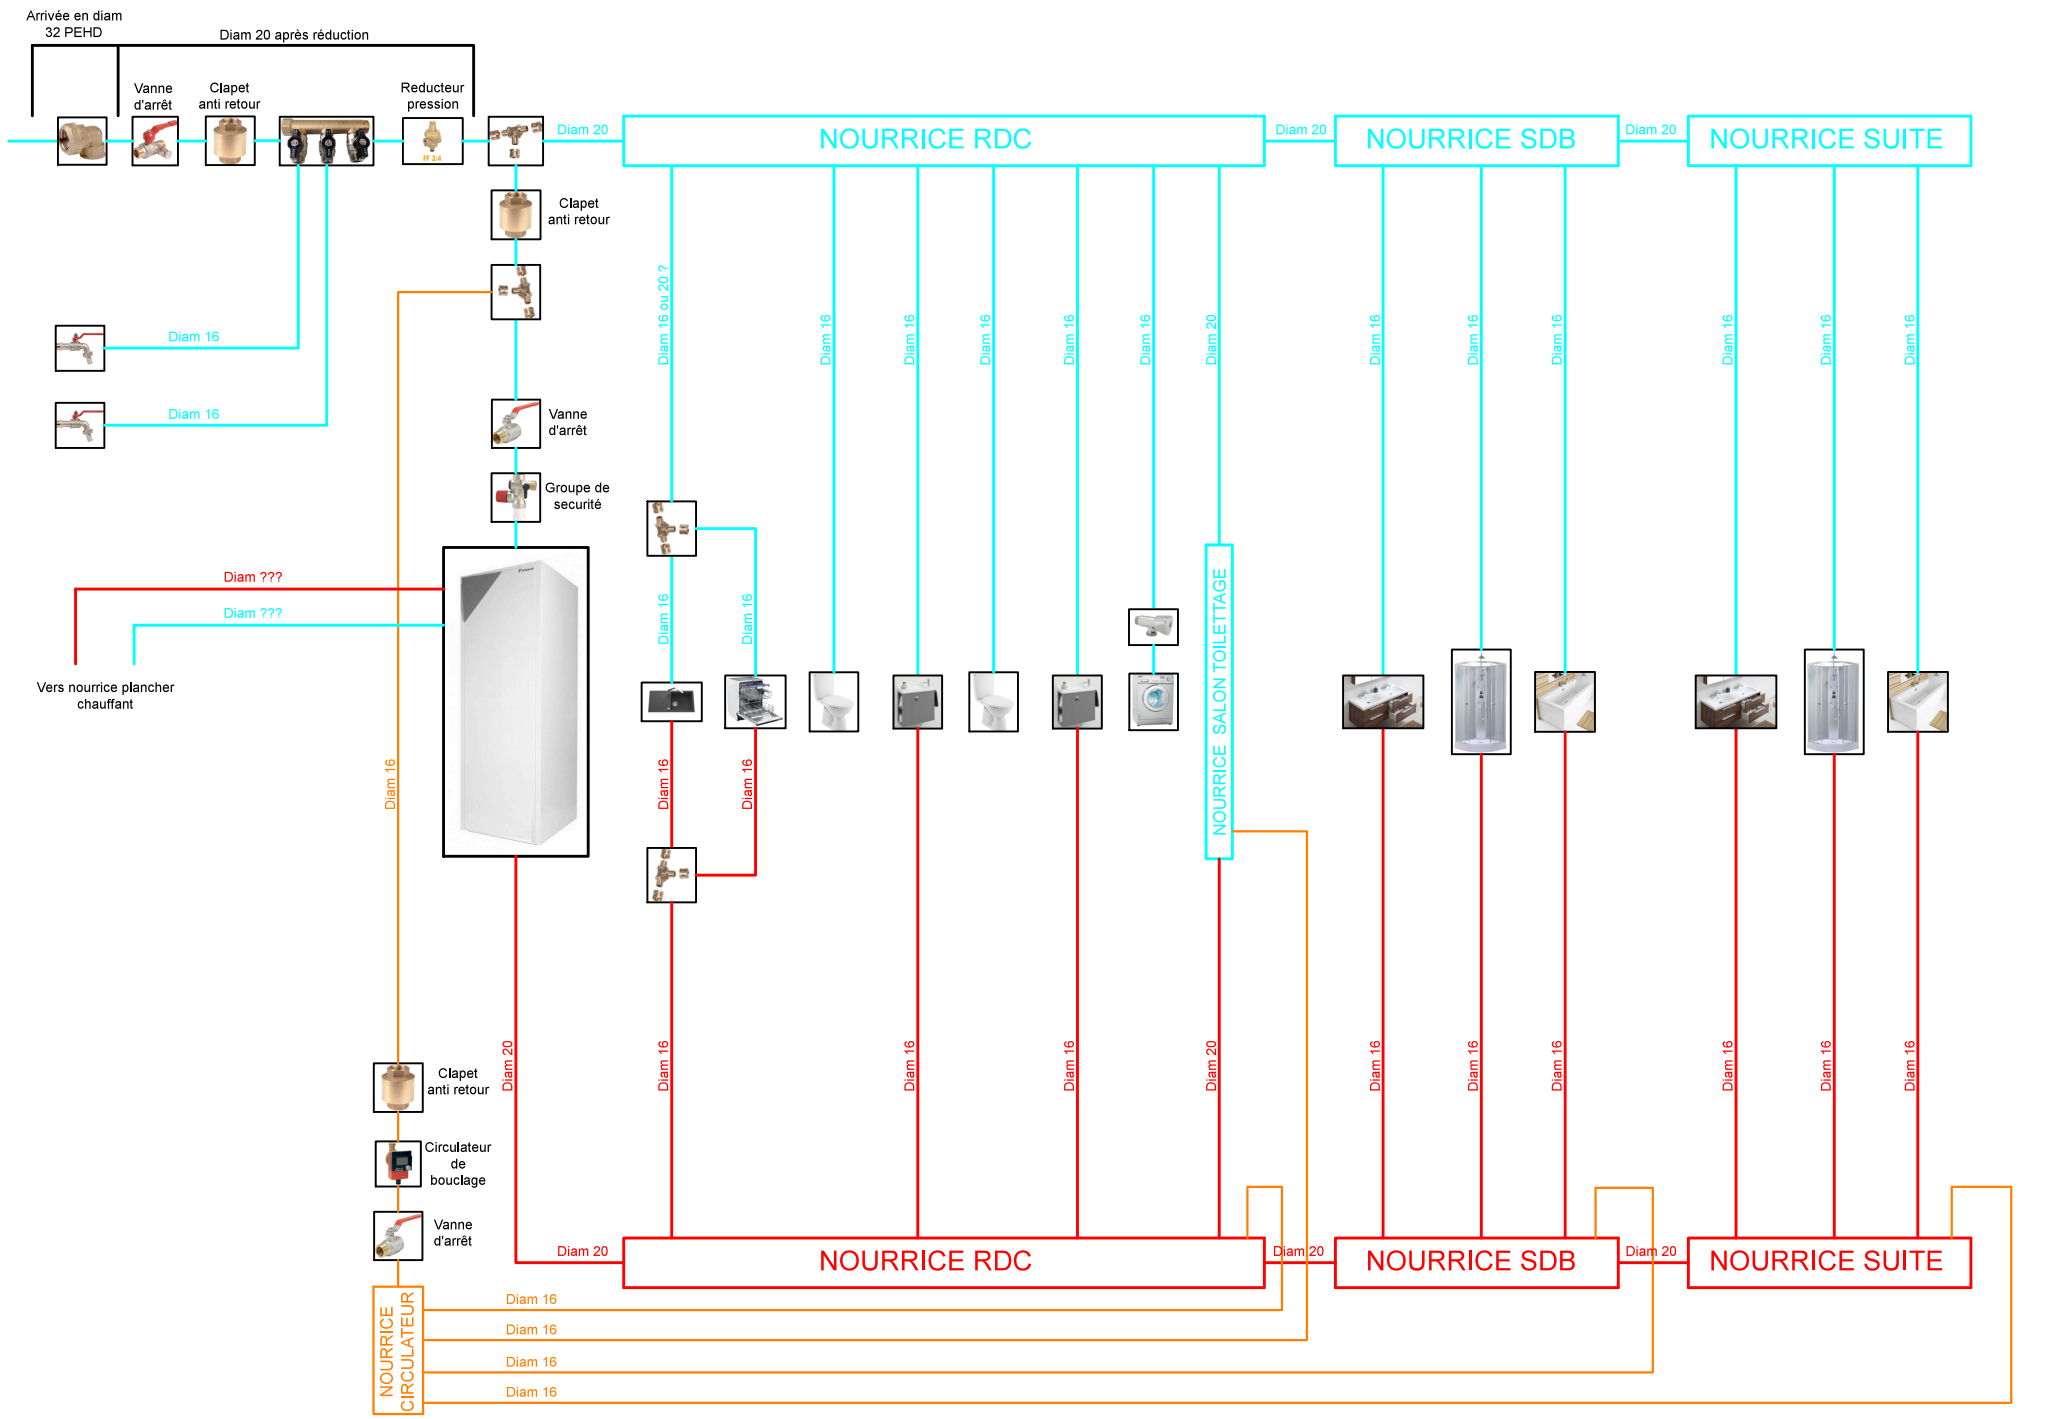 Arrivée en diam
32 PEHD
Diam 20 après réduction
Vanne
d'arrêt
Clapet
anti retour
Reducteur
pression
FF 3/4
Diam 20
NOURRICE RDC
Diam 20
NOURRICE SDB
Diam 20
NOURRICE SUITE
Clapet
anti retour
Diam 16
Diam 16
Vanne
d'arrêt
Groupe de
securité
Diam 16 ou 20 ?
Diam 16
Diam 16
Diam 16
Diam 16
Diam 20
Diam 16
Diam 16
Diam 16
Diam 16
Diam 16
Diam 16
Diam ???
Diam ???
Vers nourrice plancher
chauffant
Diam 16
Diam 16
NOURRICE SALON TOILETTAGE
Diam 16
Diam 16
Diam 16
Clapet
anti retour
Circulateur
de
bouclage
Vanne
d'arrêt
Diam 20
Diam 16
Diam 16
Diam 16
Diam 20
Diam 16
Diam 16
Diam 16
Diam 16
Diam 16
Diam 16
Diam 20
NOURRICE RDC
Diam 20
NOURRICE SDB
Diam 20
NOURRICE SUITE
NOURRICE
CIRCULATEUR
Diam 16
Diam 16
Diam 16
Diam 16